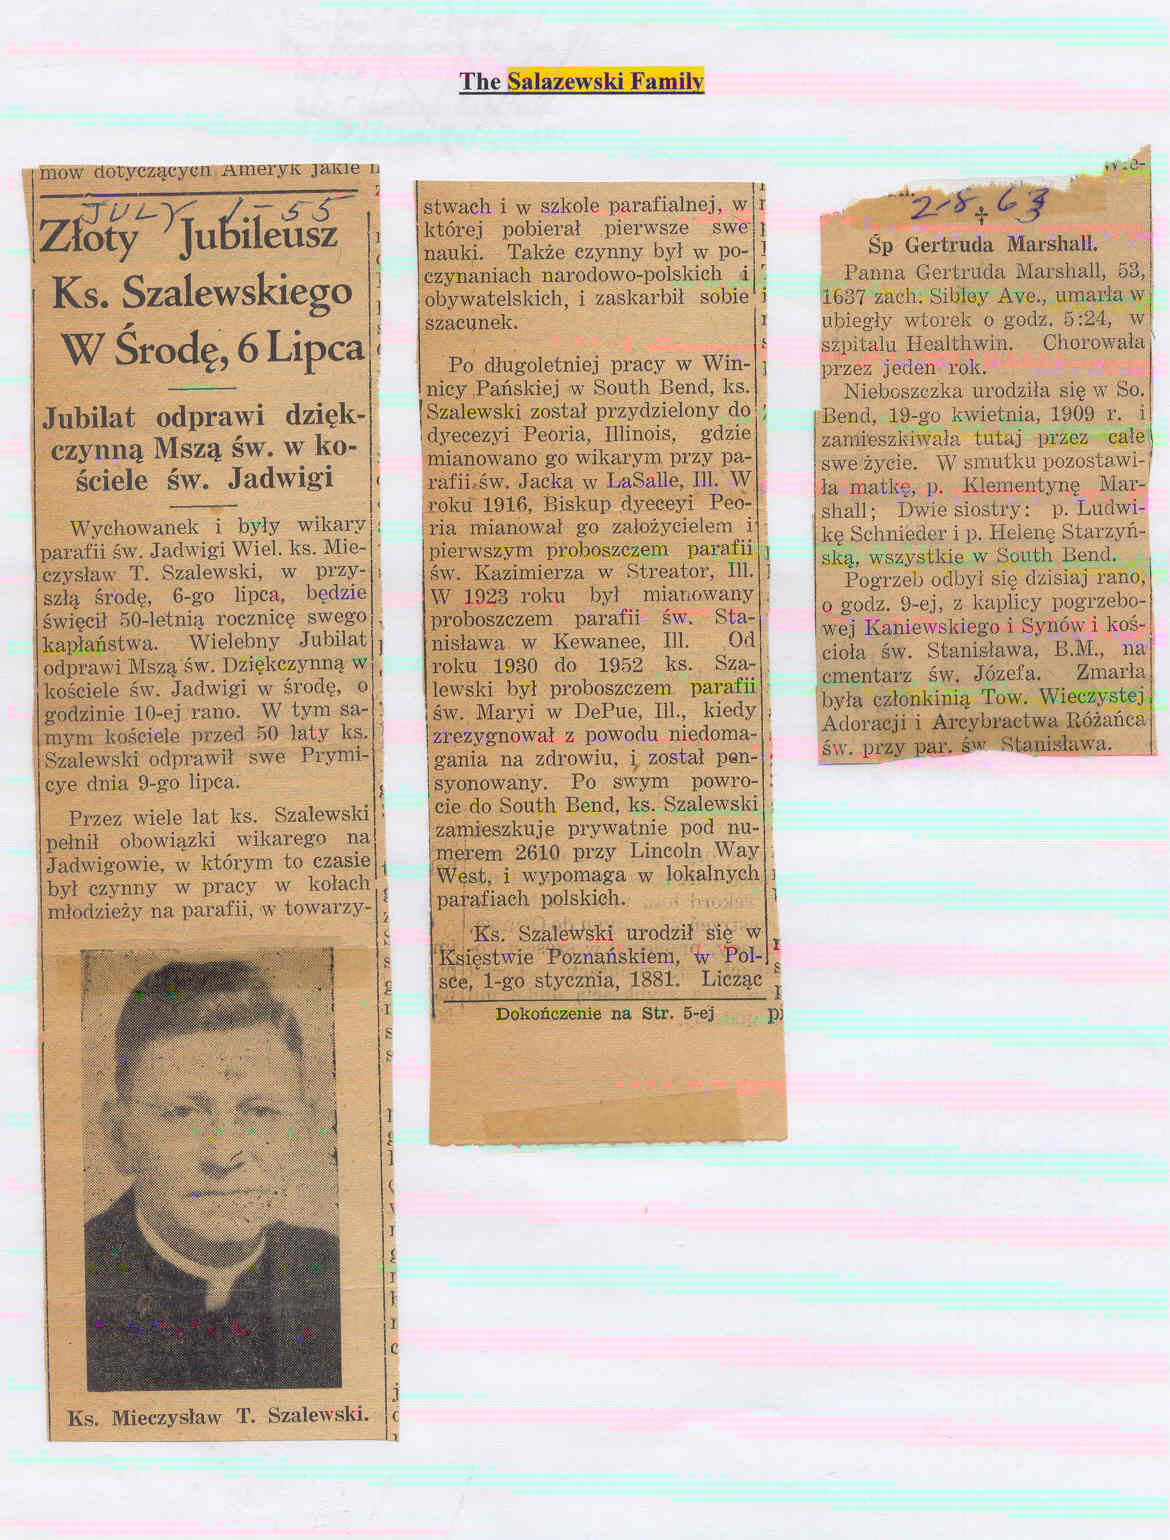 The Salazewski Family
mow dotyczących Ameryk jakie
JULY 1-55
Złoty Jubileusz
Ks. Szalewskiego
W Środę, 6 Lipca
Jubilat odprawi dzięk-
czynną Mszą św. w ko-
ściele św. Jadwigi
Wychowanek i były wikary
parafii św. Jadwigi Wiel. ks. Mie-
czysław T. Szalewski, w przy-
szłą środę, 6-go lipca, będzie
święcił 50-letnią rocznicę swego
kapłaństwa. Wielebny Jubilat
odprawi Mszą św. Dziękczynną w
kościele św. Jadwigi w środę, o
godzinie 10-ej rano. W tym sa-
mym kościele przed 50 laty ks.
Szalewski odprawił swe Prymi-
cye dnia 9-go lipca.
Przez wiele lat ks. Szalewski
pełnił obowiązki wikarego na
Jadwigowie, w którym to czasie
był czynny w pracy w kołach
młodzieży na parafii, w towarzy-
Ks. Mieczysław T. Szalewski.
stwach i w szkole parafialnej, w
której pobierał pierwsze swe
nauki. Także czynny był w po-
czynaniach narodowo-polskich i
obywatelskich, i zaskarbił sobie
szacunek.
Po długoletniej pracy w Win-
nicy Pańskiej w South Bend, ks.
Szalewski został przydzielony do
dyecezyi Peoria, Illinois, gdzie
mianowano go wikarym przy pa-
rafii św. Jacka w LaSalle, Ill. W
roku 1916, Biskup dyeceyi Peo-
ria mianował go założycielem i
pierwszym proboszczem parafii
św. Kazimierza w Streator, Ill.
W 1923 roku był mianowany
proboszczem parafii św. Sta-
nisława w Kewanee, Ill. Od
roku 1930 do 1952 ks. Sza-
lewski był proboszczem parafii
św. Maryi w DePue, Ill., kiedy
zrezygnował z powodu niedoma-
gania na zdrowiu, i został pen-
syonowany. Po swym powro-
cie do South Bend, ks. Szalewski
zamieszkuje prywatnie pod nu-
merem 2610 przy Lincoln Way
West, i wypomaga w lokalnych
parafiach polskich.
Ks. Szalewski urodził się w
Księstwie Poznańskiem, w Pol-
sce, 1-go stycznia, 1881. Licząc
Dokończenie na Str. 5-ej
2-8 63
Śp Gertruda Marshall.
Panna Gertruda Marshall, 53,
1637 zach. Sibley Ave., umarła w
ubiegły wtorek o godz. 5:24, w
szpitalu Healthwin. Chorowała
przez jeden rok.
Nieboszczka urodziła się w So.
Bend, 19-go kwietnia, 1909 r. i
zamieszkiwała tutaj przez całe
swe życie. W smutku pozostawi-
ła matkę, p. Klementynę Mar-
shall; Dwie siostry: p. Ludwi-
kę Schnieder i p. Helenę Starzyń-
ską, wszystkie w South Bend.
Pogrzeb odbył się dzisiaj rano,
o godz. 9-ej, z kaplicy pogrzebo-
wej Kaniewskiego i Synów i koś-
cioła św. Stanisława, B.M., na
cmentarz św. Józefa. Zmarła
była członkinią Tow. Wieczystej
Adoracji i Arcybractwa Różańca
św. przy par. św. Stanisława.